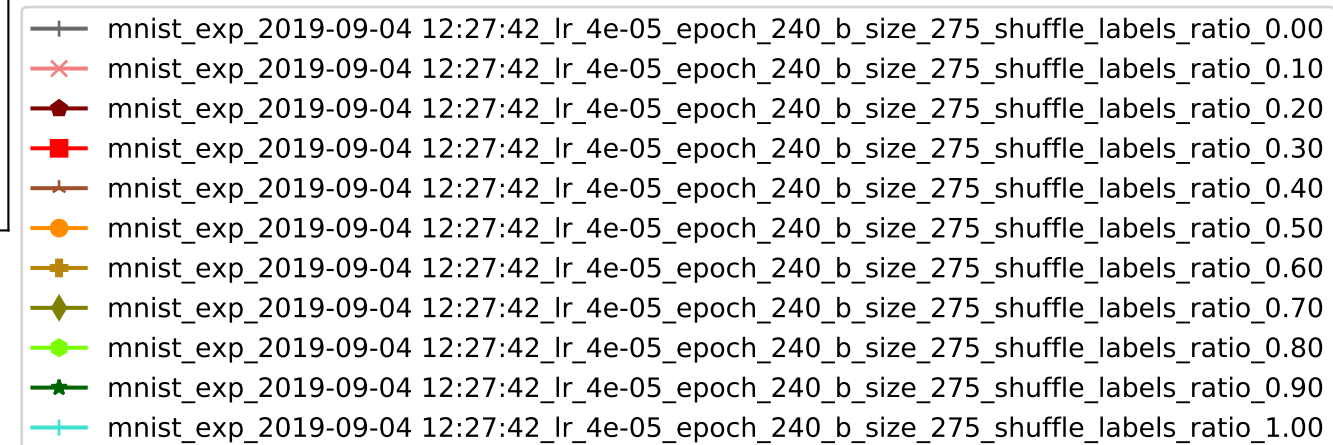 mnist_exp_2019-09-04 12:27:42_lr_4e-05_epoch_240_b_size_275_shuffle_labels_ratio_0.00
mnist_exp_2019-09-04 12:27:42_lr_4e-05_epoch_240_b_size_275_shuffle_labels_ratio_0.10
mnist_exp_2019-09-04 12:27:42_lr_4e-05_epoch_240_b_size_275_shuffle_labels_ratio_0.20
mnist_exp_2019-09-04 12:27:42_lr_4e-05_epoch_240_b_size_275_shuffle_labels_ratio_0.30
mnist_exp_2019-09-04 12:27:42_lr_4e-05_epoch_240_b_size_275_shuffle_labels_ratio_0.40
mnist_exp_2019-09-04 12:27:42_lr_4e-05_epoch_240_b_size_275_shuffle_labels_ratio_0.50
mnist_exp_2019-09-04 12:27:42_lr_4e-05_epoch_240_b_size_275_shuffle_labels_ratio_0.60
mnist_exp_2019-09-04 12:27:42_lr_4e-05_epoch_240_b_size_275_shuffle_labels_ratio_0.70
mnist_exp_2019-09-04 12:27:42_lr_4e-05_epoch_240_b_size_275_shuffle_labels_ratio_0.80
mnist_exp_2019-09-04 12:27:42_lr_4e-05_epoch_240_b_size_275_shuffle_labels_ratio_0.90
mnist_exp_2019-09-04 12:27:42_lr_4e-05_epoch_240_b_size_275_shuffle_labels_ratio_1.00